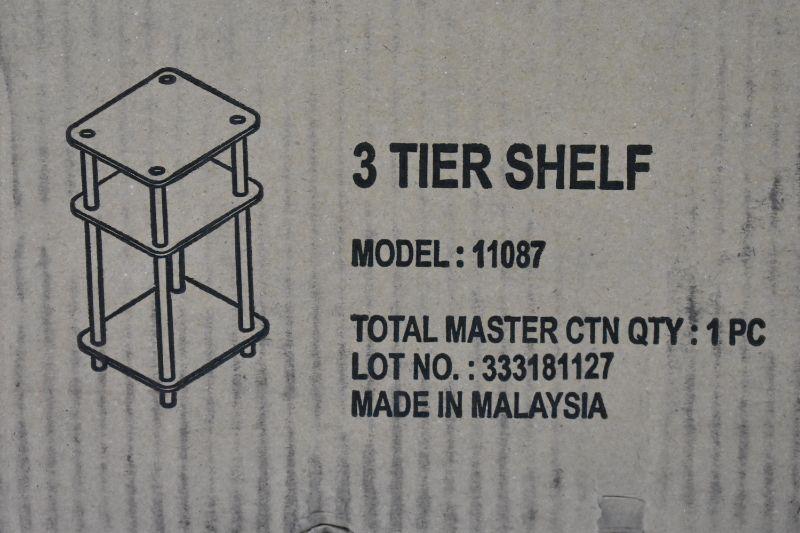 3 TIER SHELF
MODEL : 11087
TOTAL MASTER CTN QTY : 1 PC
LOT NO. : 333181127
MADE IN MALAYSIA